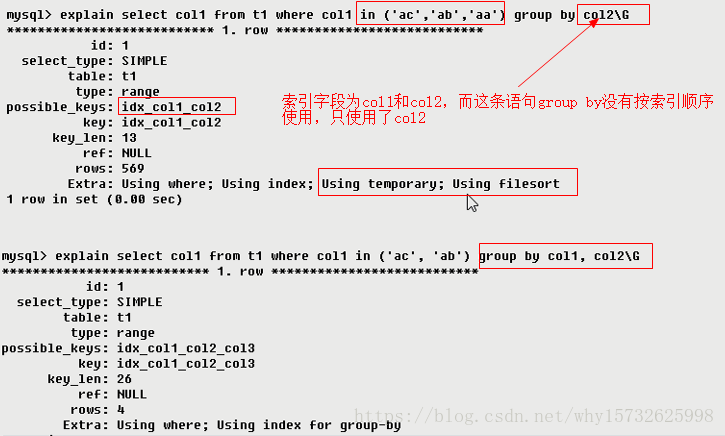 mysql> explain select col1 from t1 where col1 in ('ac','ab','aa') group by col2\G
*************************** 1. row ***************************
id: 1
select_type: SIMPLE
table: t1
type: range
possible_keys: idx_col1_col2
key: idx_col1_col2
key_len: 13
ref: NULL
rows: 569
Extra: Using where; Using index; Using temporary; Using filesort
1 row in set (0.00 sec)
索引字段为col1和col2，而这条语句group by没有按索引顺序
使用，只使用了col2
mysql> explain select col1 from t1 where col1 in ('ac', 'ab') group by col1, col2\G
*************************** 1. row ***************************
id: 1
select_type: SIMPLE
table: t1
type: range
possible_keys: idx_col1_col2_col3
key: idx_col1_col2_col3
key_len: 26
ref: NULL
rows: 4
Extra: Using where; Using index for group-by
https://blog.csdn.net/why15732625998